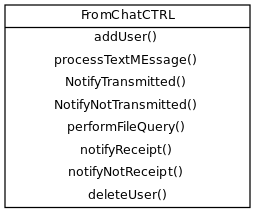 FromChatCTRL
addUser()
processTextMEssage()
NotifyTransmitted()
NotifyNotTransmitted()
performFileQuery()
notifyReceipt()
notifyNotReceipt()
deleteUser()